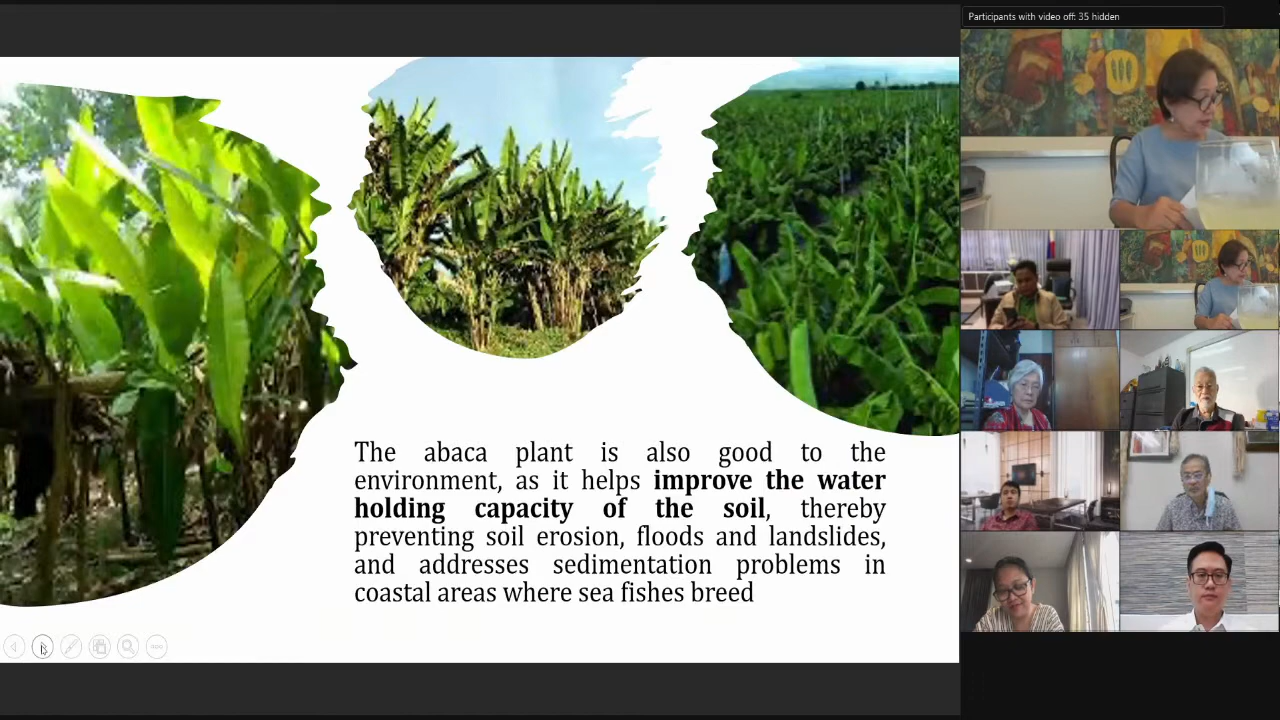 Participants with video off: 35 hidden
The abaca plant is also good to the
environment, as it helps improve the water
holding capacity of the soil, thereby
preventing soil erosion, floods and landslides,
and addresses sedimentation problems in
coastal areas where sea fishes breed